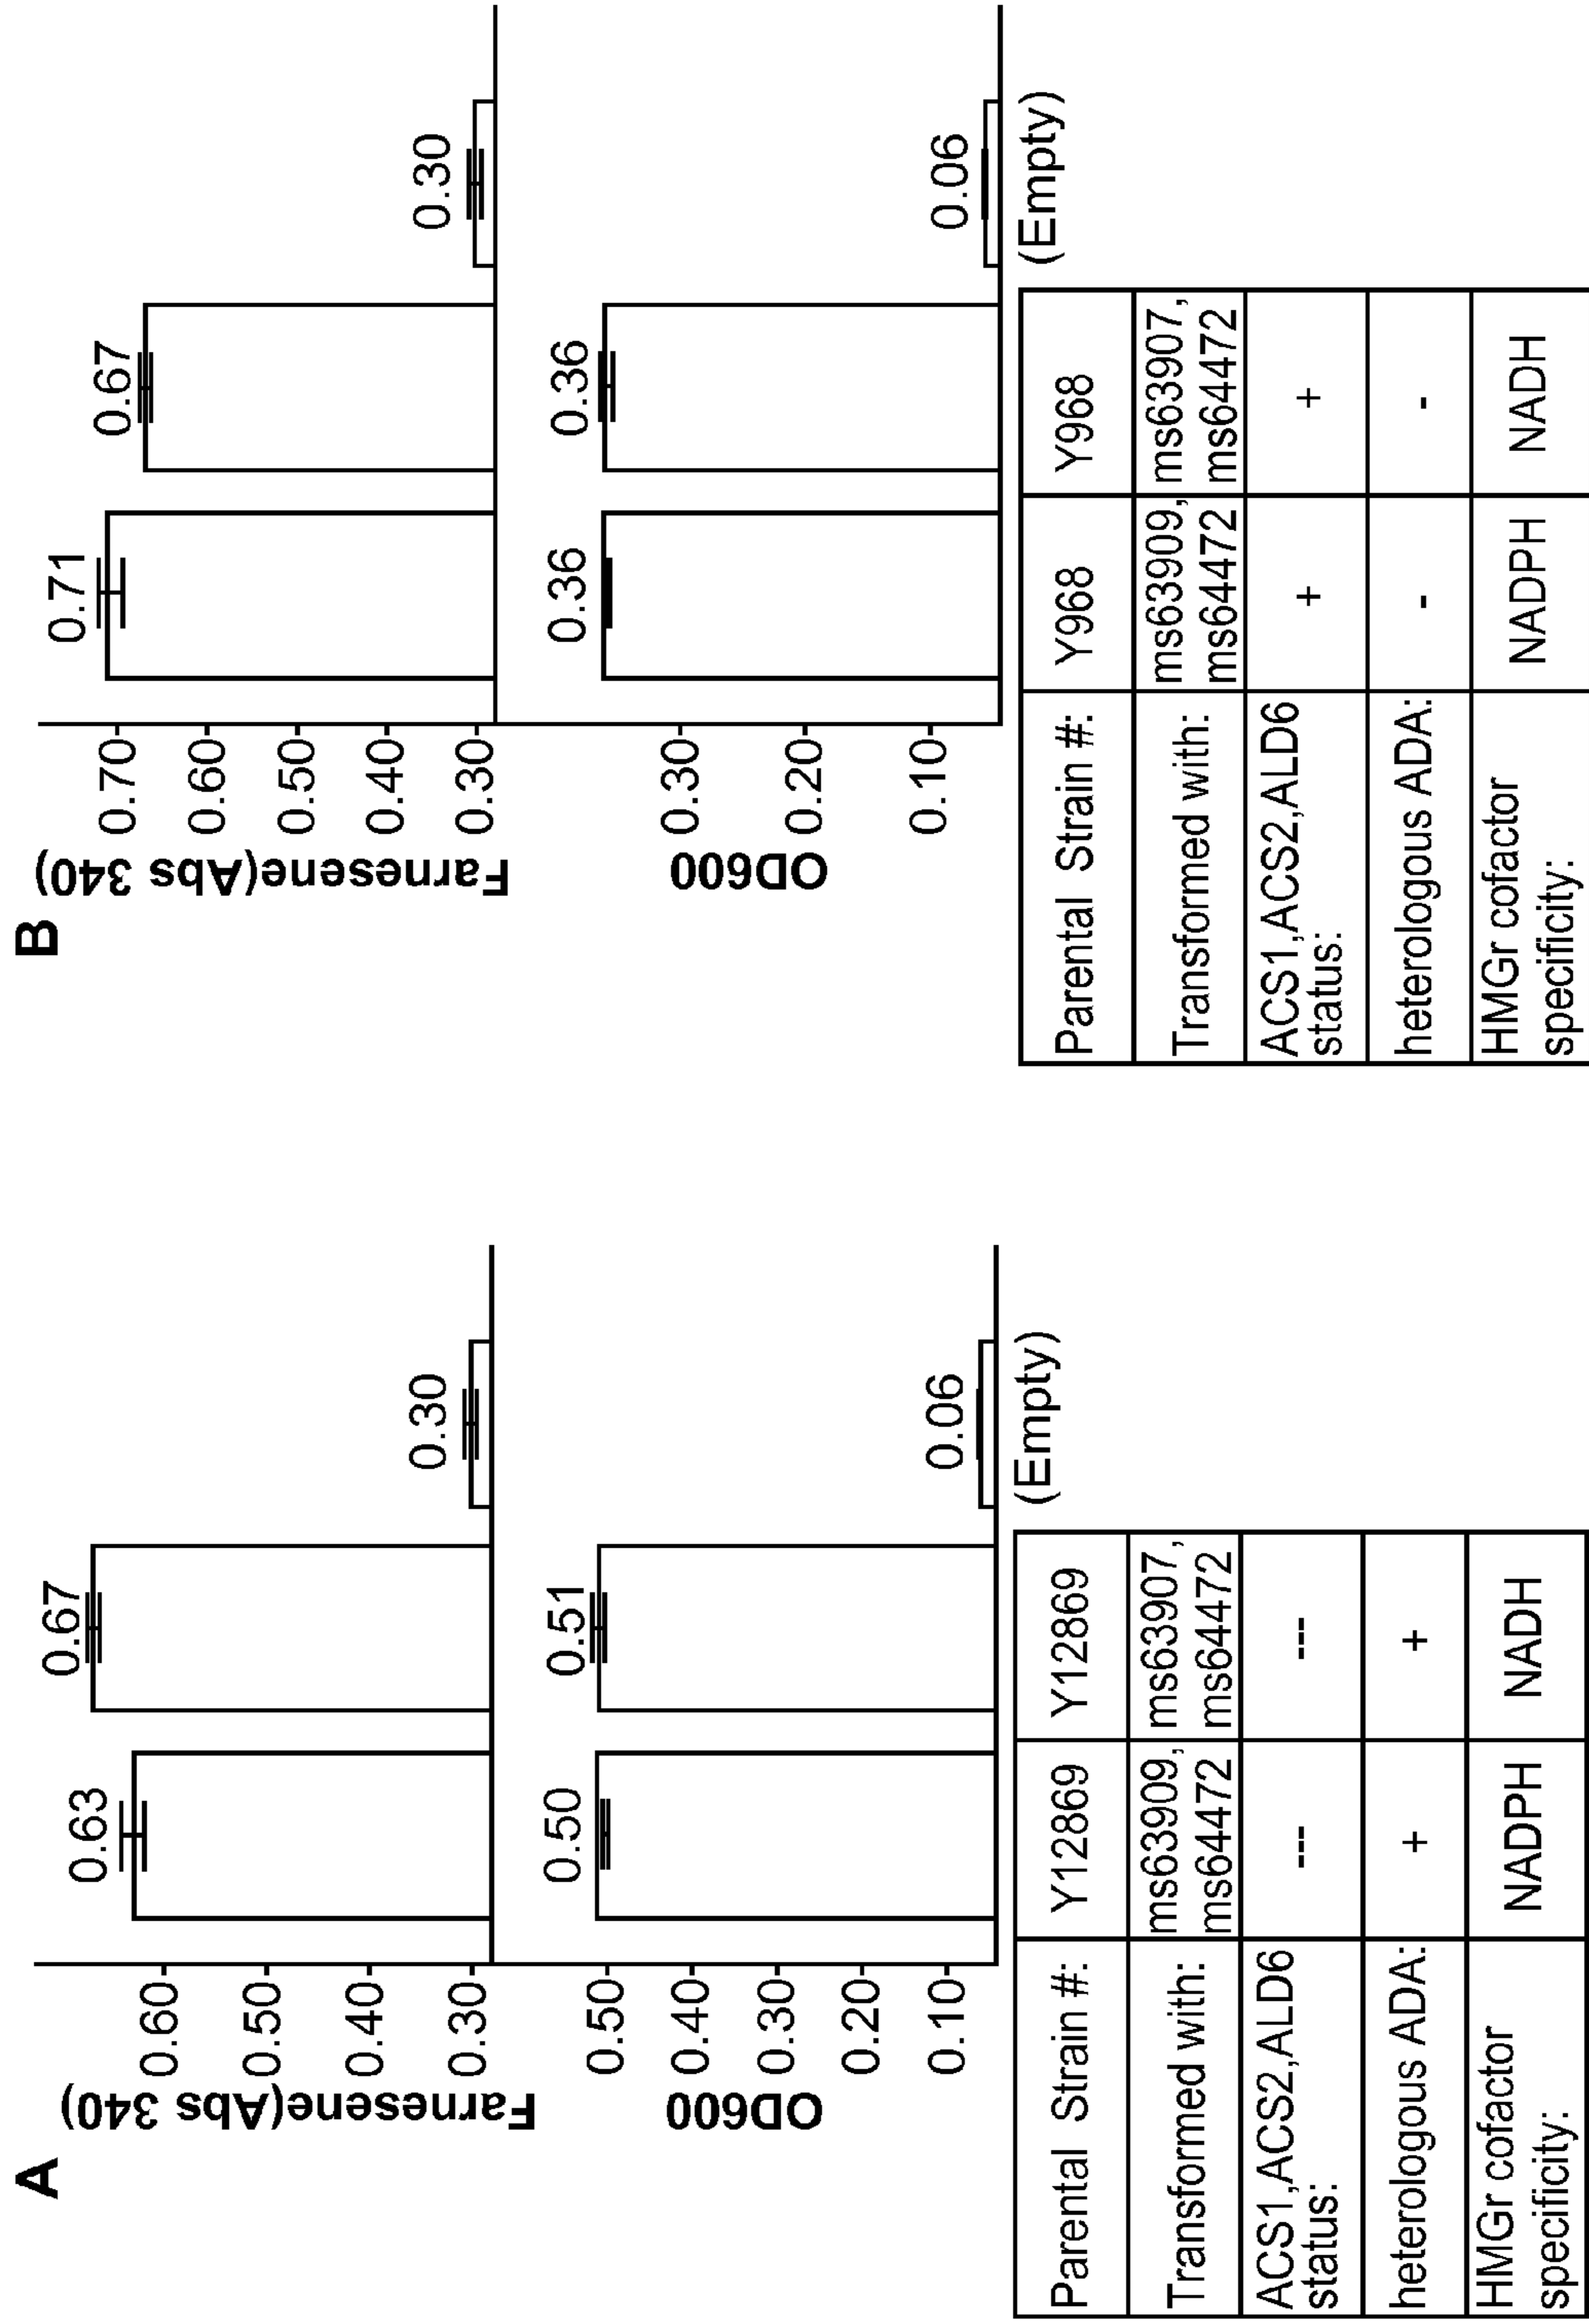 A
Farnesene(Abs 340)
0.60
0.50
0.40
0.30
0.63
0.67
0.30
OD600
0.50
0.40
0.30
0.20
0.10
0.50
0.51
0.06
(Empty)
Parental Strain #: Y12869 Y12869
Transformed with: ms63909, ms63907,
ms64472 ms64472
ACS1,ACS2,ALD6 --- ---
status:
heterologous ADA: + +
HMGr cofactor NADPH NADH
specificity:
B
Farnesene(Abs 340)
0.70
0.60
0.50
0.40
0.30
0.71
0.67
0.30
OD600
0.30
0.20
0.10
0.36
0.36
0.06
(Empty)
Parental Strain #: Y968 Y968
Transformed with: ms63909, ms63907,
ms64472 ms64472
ACS1,ACS2,ALD6 + +
status:
heterologous ADA: - -
HMGr cofactor NADPH NADH
specificity: